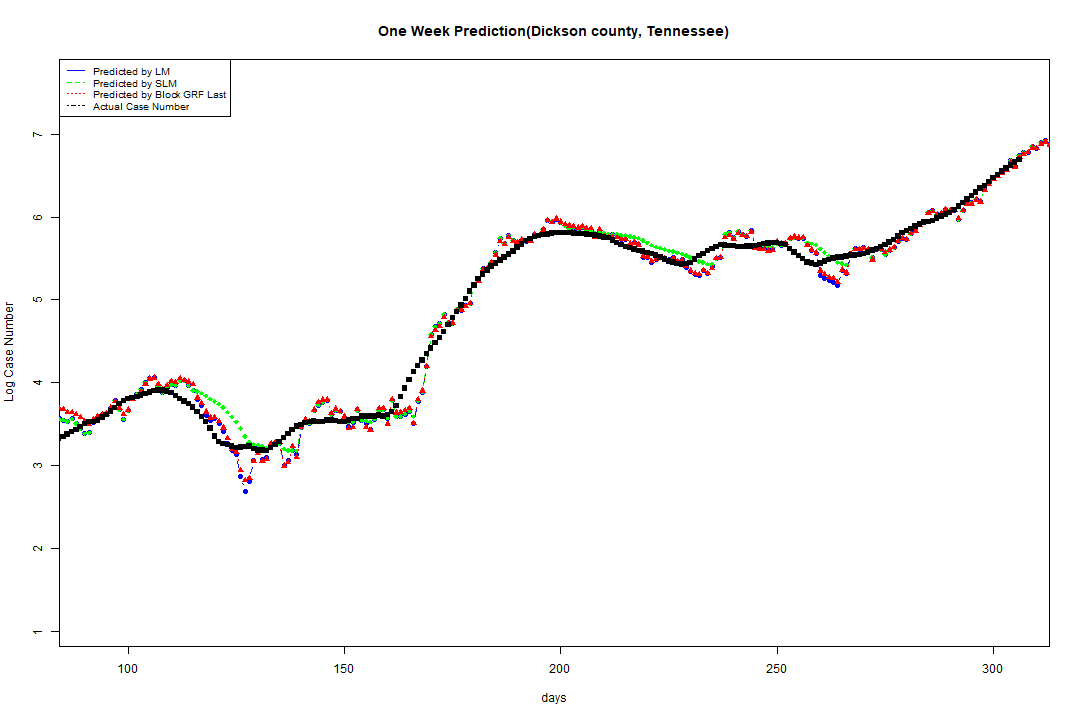 One Week Prediction(Dickson county, Tennessee)
Predicted by LM
Predicted by SLM
Predicted by Block GRF Last
Actual Case Number
7
6
5
4
3
2
1
Log Case Number
100 150 200 250 300
days